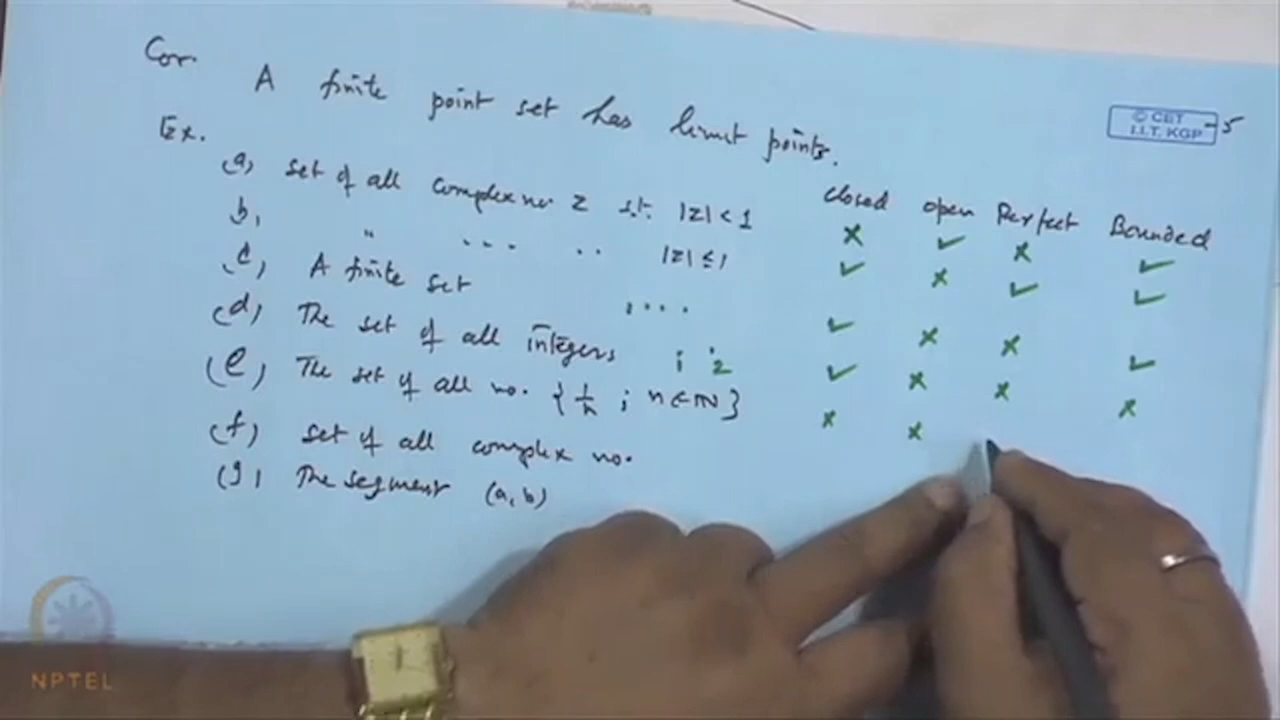 Cor. A finite point set has limit points.
© CET
I.I.T. KGP -5
Ex. closed open Perfect Bounded
(a) set of all complex no. z s.t. |z| < 1 ✗ ✓ ✗ ✓
b) " ... .. |z| ≤ 1 ✓ ✗ ✓ ✓
(c) A finite set .... ✓ ✗ ✗ ✓
(d) The set of all integers ✓ ✗ ✗ ✗
(e) The set of all no. { 1/n ; n ∈ IN } ✗ ✗
(f) set of all complex no.
(g) The segment (a, b)
NPTEL